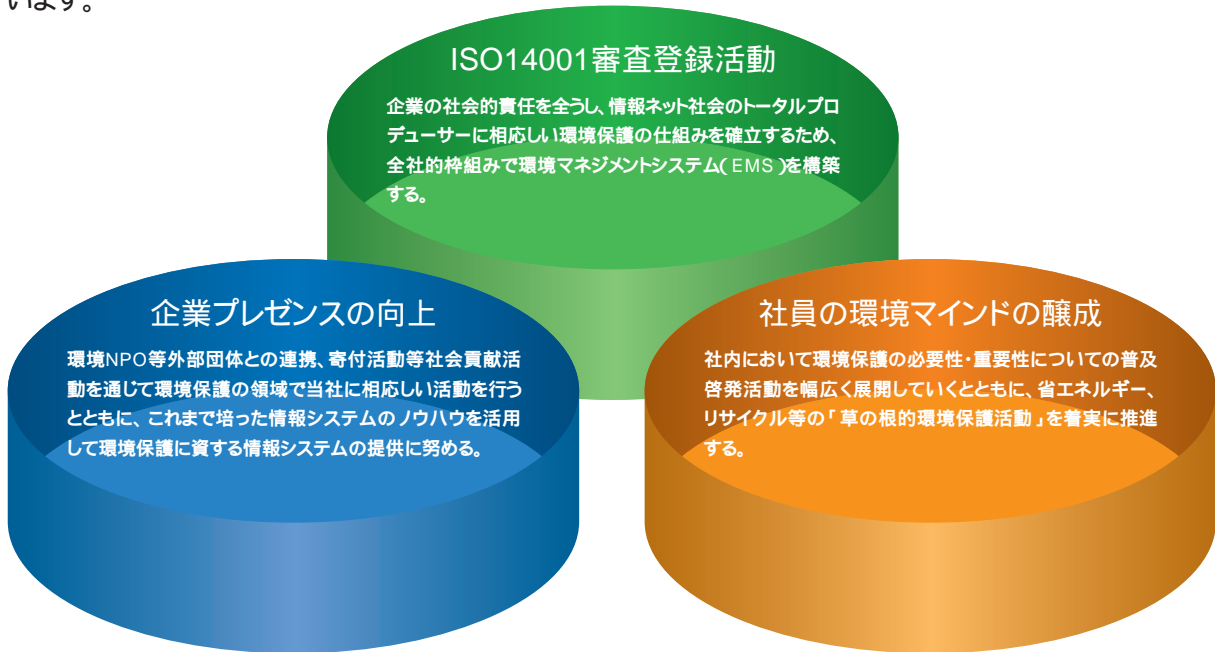 います。
ISO14001審査登録活動
企業の社会的責任を全うし、情報ネット社会のトータルプロ
デューサーに相応しい環境保護の仕組みを確立するため、
全社的枠組みで環境マネジメントシステム(EMS)を構築
する。
企業プレゼンスの向上
環境NPO等外部団体との連携、寄付活動等社会貢献活
動を通じて環境保護の領域で当社に相応しい活動を行う
とともに、これまで培った情報システムのノウハウを活用
して環境保護に資する情報システムの提供に努める。
社員の環境マインドの醸成
社内において環境保護の必要性・重要性についての普及
啓発活動を幅広く展開していくとともに、省エネルギー、
リサイクル等の「草の根的環境保護活動」を着実に推進
する。